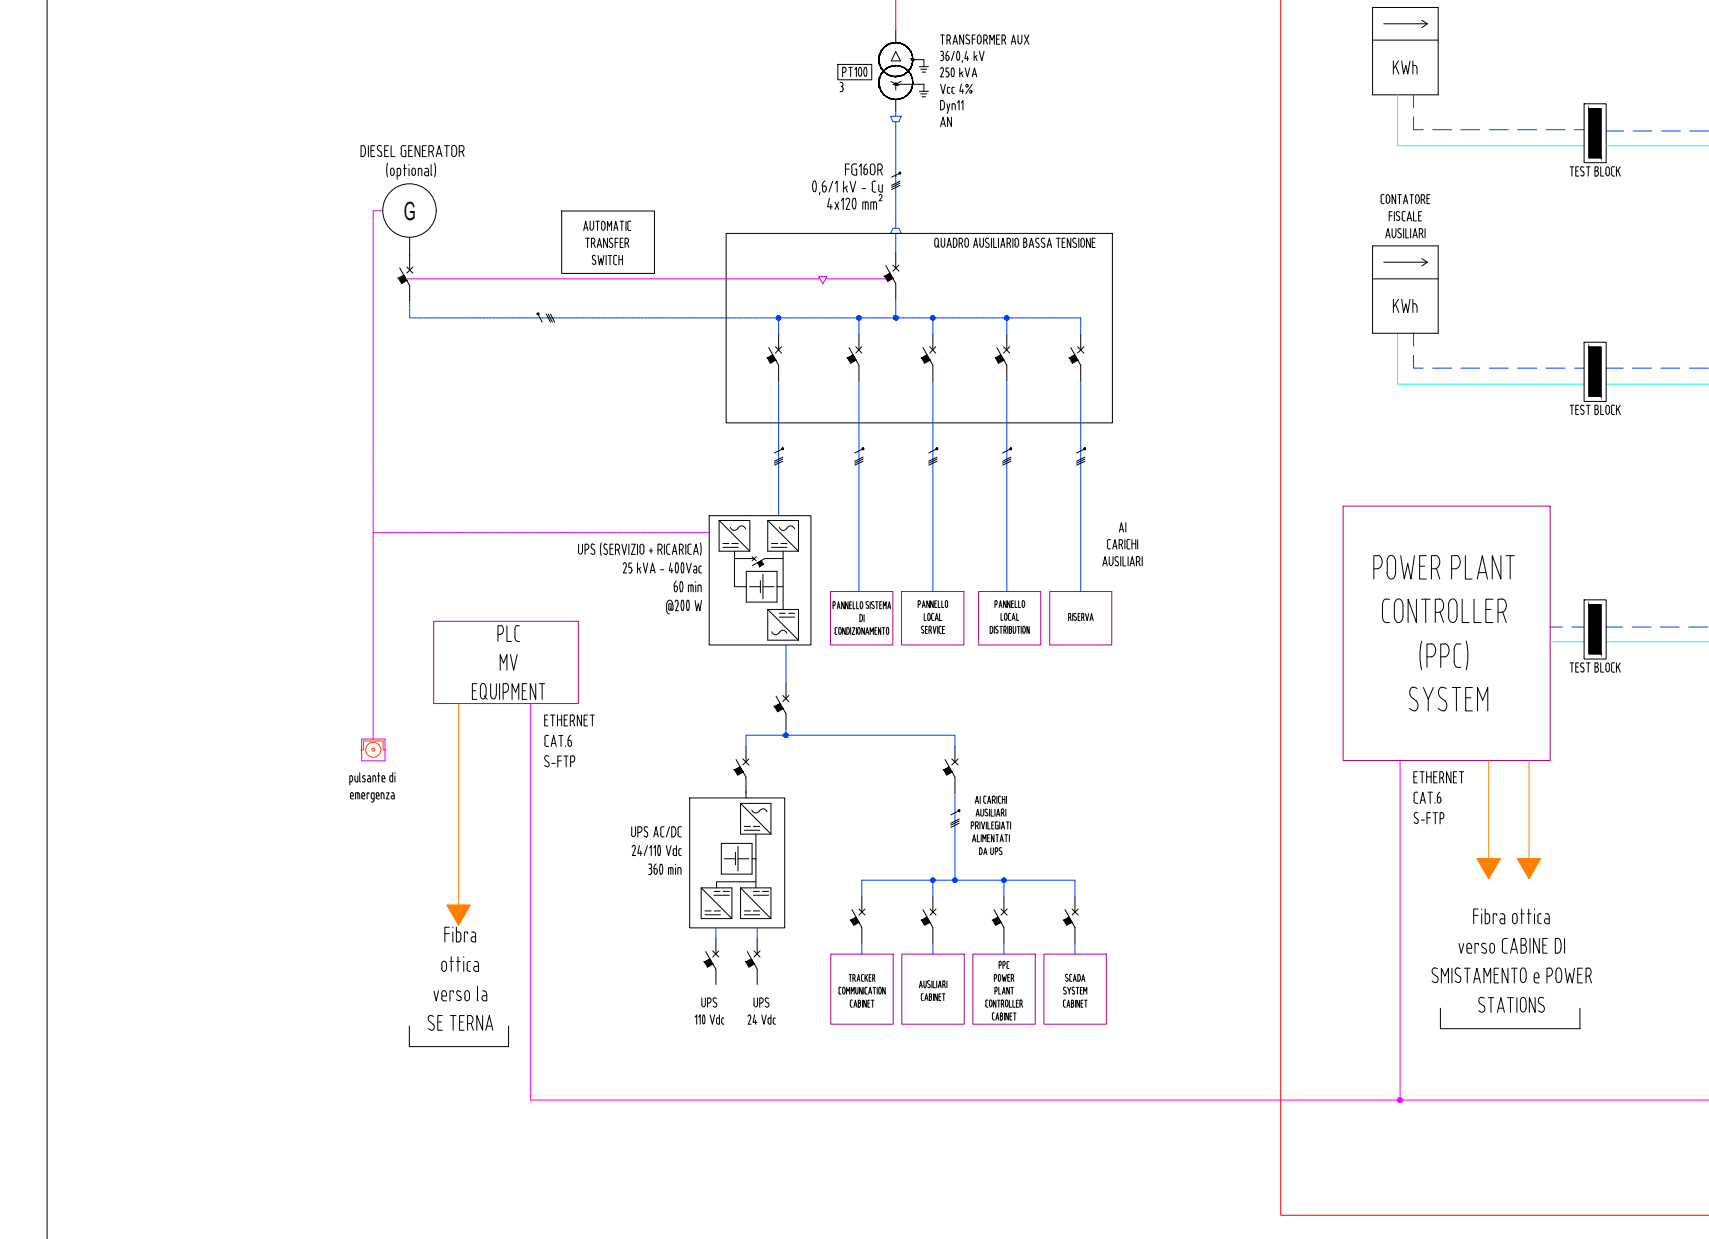 TRANSFORMER AUX
36/0,4 kV
250 kVA
Vcc 4%
Dyn11
AN
PT100
3
KWh
TEST BLOCK
DIESEL GENERATOR
(optional)
G
FG16OR
0,6/1 kV - Cu
4x120 mm²
AUTOMATIC
TRANSFER
SWITCH
QUADRO AUSILIARIO BASSA TENSIONE
CONTATORE
FISCALE
AUSILIARI
KWh
TEST BLOCK
UPS (SERVIZIO + RICARICA)
25 kVA - 400Vac
60 min
@200 W
AI
CARICHI
AUSILIARI
PANNELLO SISTEMA
DI
CONDIZIONAMENTO
PANNELLO
LOCAL
SERVICE
PANNELLO
LOCAL
DISTRIBUTION
RISERVA
POWER PLANT
CONTROLLER
(PPC)
SYSTEM
TEST BLOCK
PLC
MV
EQUIPMENT
ETHERNET
CAT.6
S-FTP
pulsante di
emergenza
ETHERNET
CAT.6
S-FTP
UPS AC/DC
24/110 Vdc
360 min
AI CARICHI
AUSILIARI
PRIVILEGIATI
ALIMENTATI
DA UPS
Fibra
ottica
verso la
SE TERNA
UPS
110 Vdc
UPS
24 Vdc
TRACKER
COMMUNICATION
CABINET
AUSILIARI
CABINET
PPC
POWER
PLANT
CONTROLLER
CABINET
SCADA
SYSTEM
CABINET
Fibra ottica
verso CABINE DI
SMISTAMENTO e POWER
STATIONS